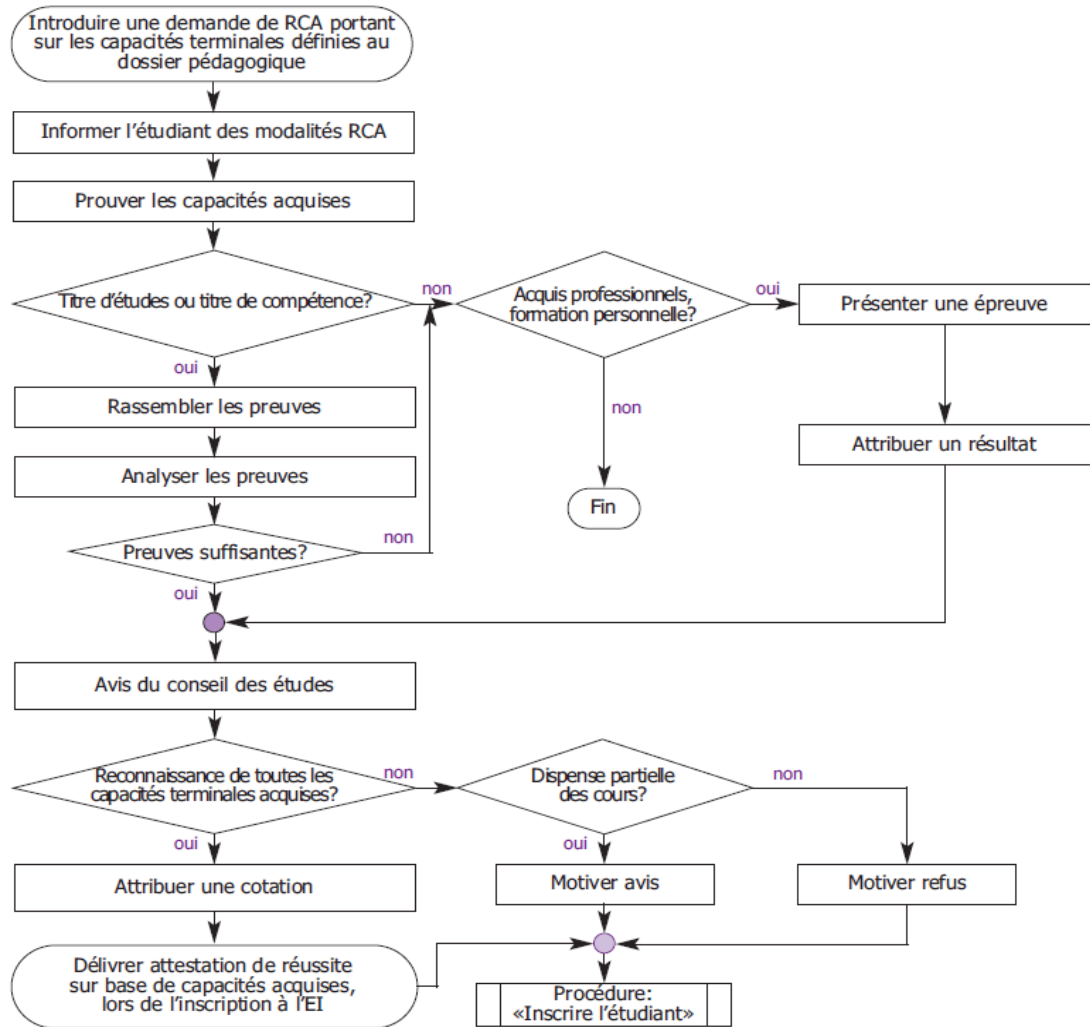 Introduire une demande de RCA portant
sur les capacités terminales définies au
dossier pédagogique
Informer l'étudiant des modalités RCA
Prouver les capacités acquises
Titre d'études ou titre de compétence?
non
Acquis professionnels,
formation personnelle?
oui
Présenter une épreuve
oui
non
Rassembler les preuves
Attribuer un résultat
Analyser les preuves
Fin
Preuves suffisantes?
non
oui
Avis du conseil des études
Reconnaissance de toutes les
capacités terminales acquises?
non
Dispense partielle
des cours?
non
oui
oui
Attribuer une cotation
Motiver avis
Motiver refus
Délivrer attestation de réussite
sur base de capacités acquises,
lors de l'inscription à l'EI
Procédure:
«Inscrire l'étudiant»